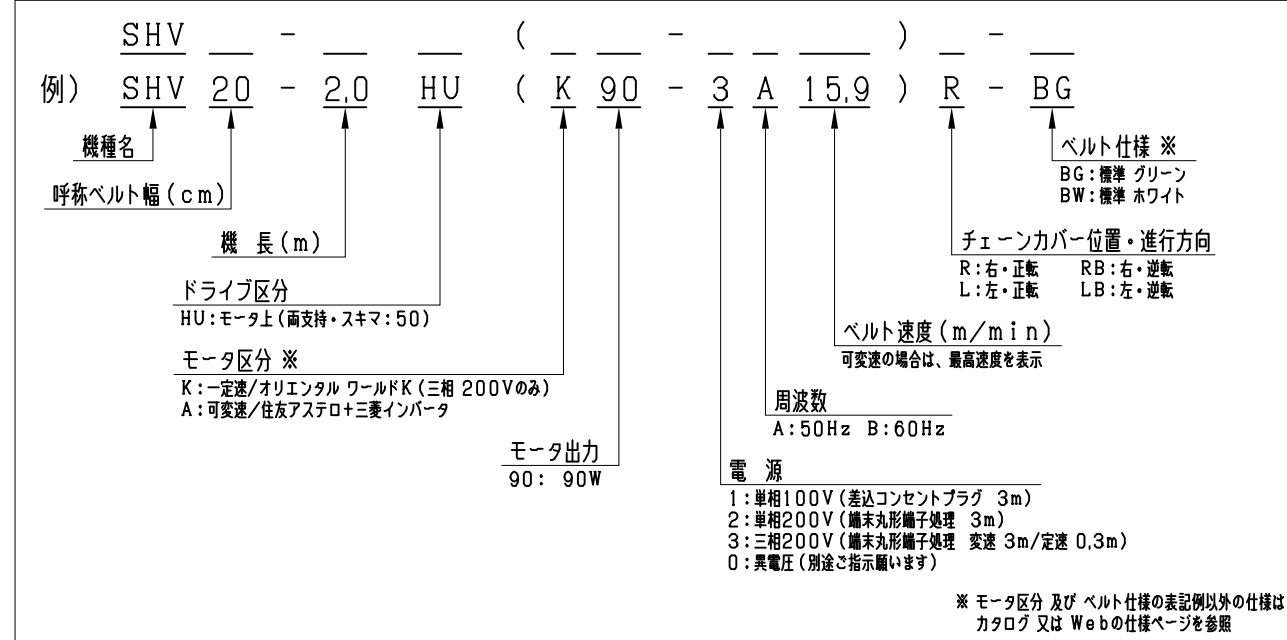 SHV - ( - ) -
例) SHV 20 - 2.0 HU ( K 90 - 3 A 15.9 ) R - BG
機種名
ベルト仕様 ※
BG:標準 グリーン
BW:標準 ホワイト
呼称ベルト幅(cm)
機 長(m)
チェーンカバー位置・進行方向
R:右・正転 RB:右・逆転
L:左・正転 LB:左・逆転
ドライブ区分
HU:モータ上(両支持・スキマ:50)
ベルト速度(m/min)
可変速の場合は、最高速度を表示
モータ区分 ※
K:一定速/オリエンタル ワールドK(三相 200Vのみ)
A:可変速/住友アステロ+三菱インバータ
周波数
A:50Hz B:60Hz
モータ出力
90: 90W
電 源
1:単相100V(差込コンセントプラグ 3m)
2:単相200V(端末丸形端子処理 3m)
3:三相200V(端末丸形端子処理 変速 3m/定速 0.3m)
0:異電圧(別途ご指示願います)
※ モータ区分 及び ベルト仕様の表記例以外の仕様は
カタログ 又は Webの仕様ページを参照